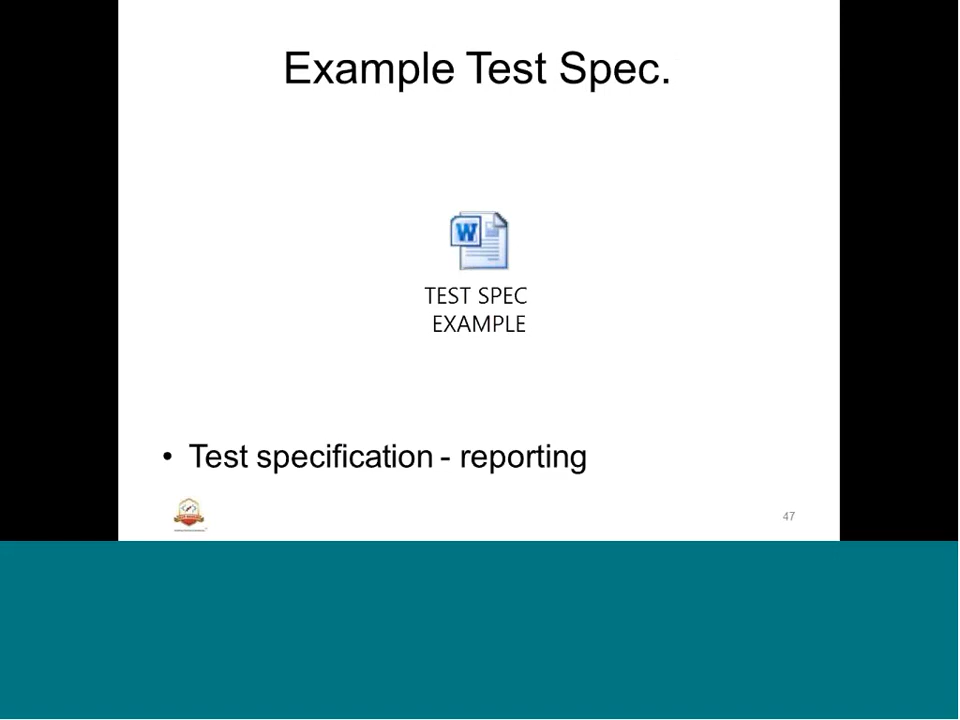 Example Test Spec.
W
TEST SPEC
EXAMPLE
• Test specification - reporting
47